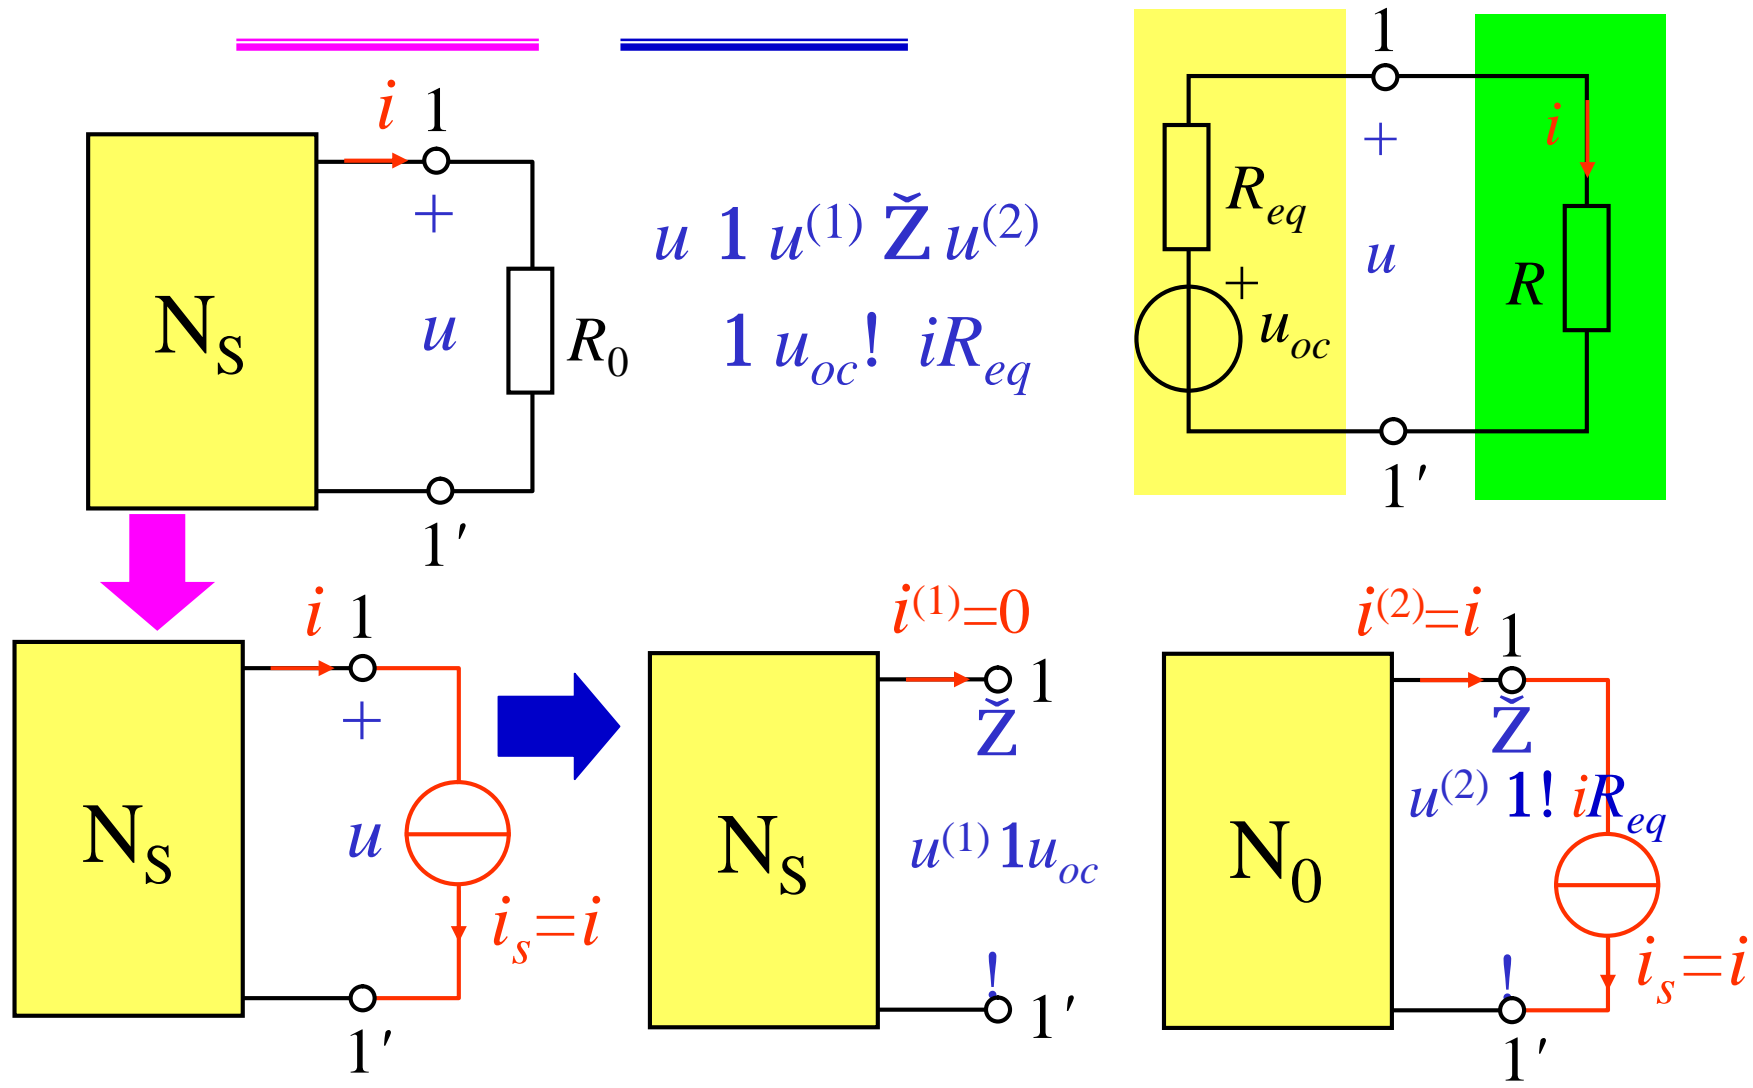 i 1
+
N_S
u
R_0
1′
u 1 u^(1) Ž u^(2)
1 u_oc! iR_eq
1
+
i
R_eq
u
R
+
u_oc
1′
i 1
+
N_S
u
i_s=i
1′
i^(1)=0
1
Ž
N_S
u^(1) 1u_oc
!
1′
i^(2)=i
1
Ž
u^(2) 1! iR_eq
N_0
!
i_s=i
1′